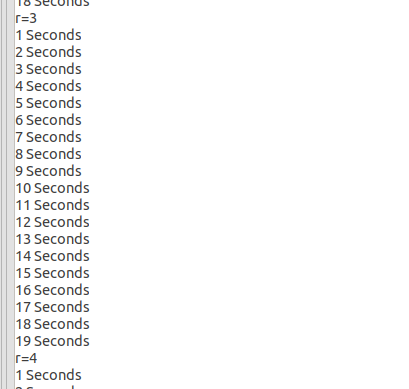 18 Seconds
r=3
1 Seconds
2 Seconds
3 Seconds
4 Seconds
5 Seconds
6 Seconds
7 Seconds
8 Seconds
9 Seconds
10 Seconds
11 Seconds
12 Seconds
13 Seconds
14 Seconds
15 Seconds
16 Seconds
17 Seconds
18 Seconds
19 Seconds
r=4
1 Seconds